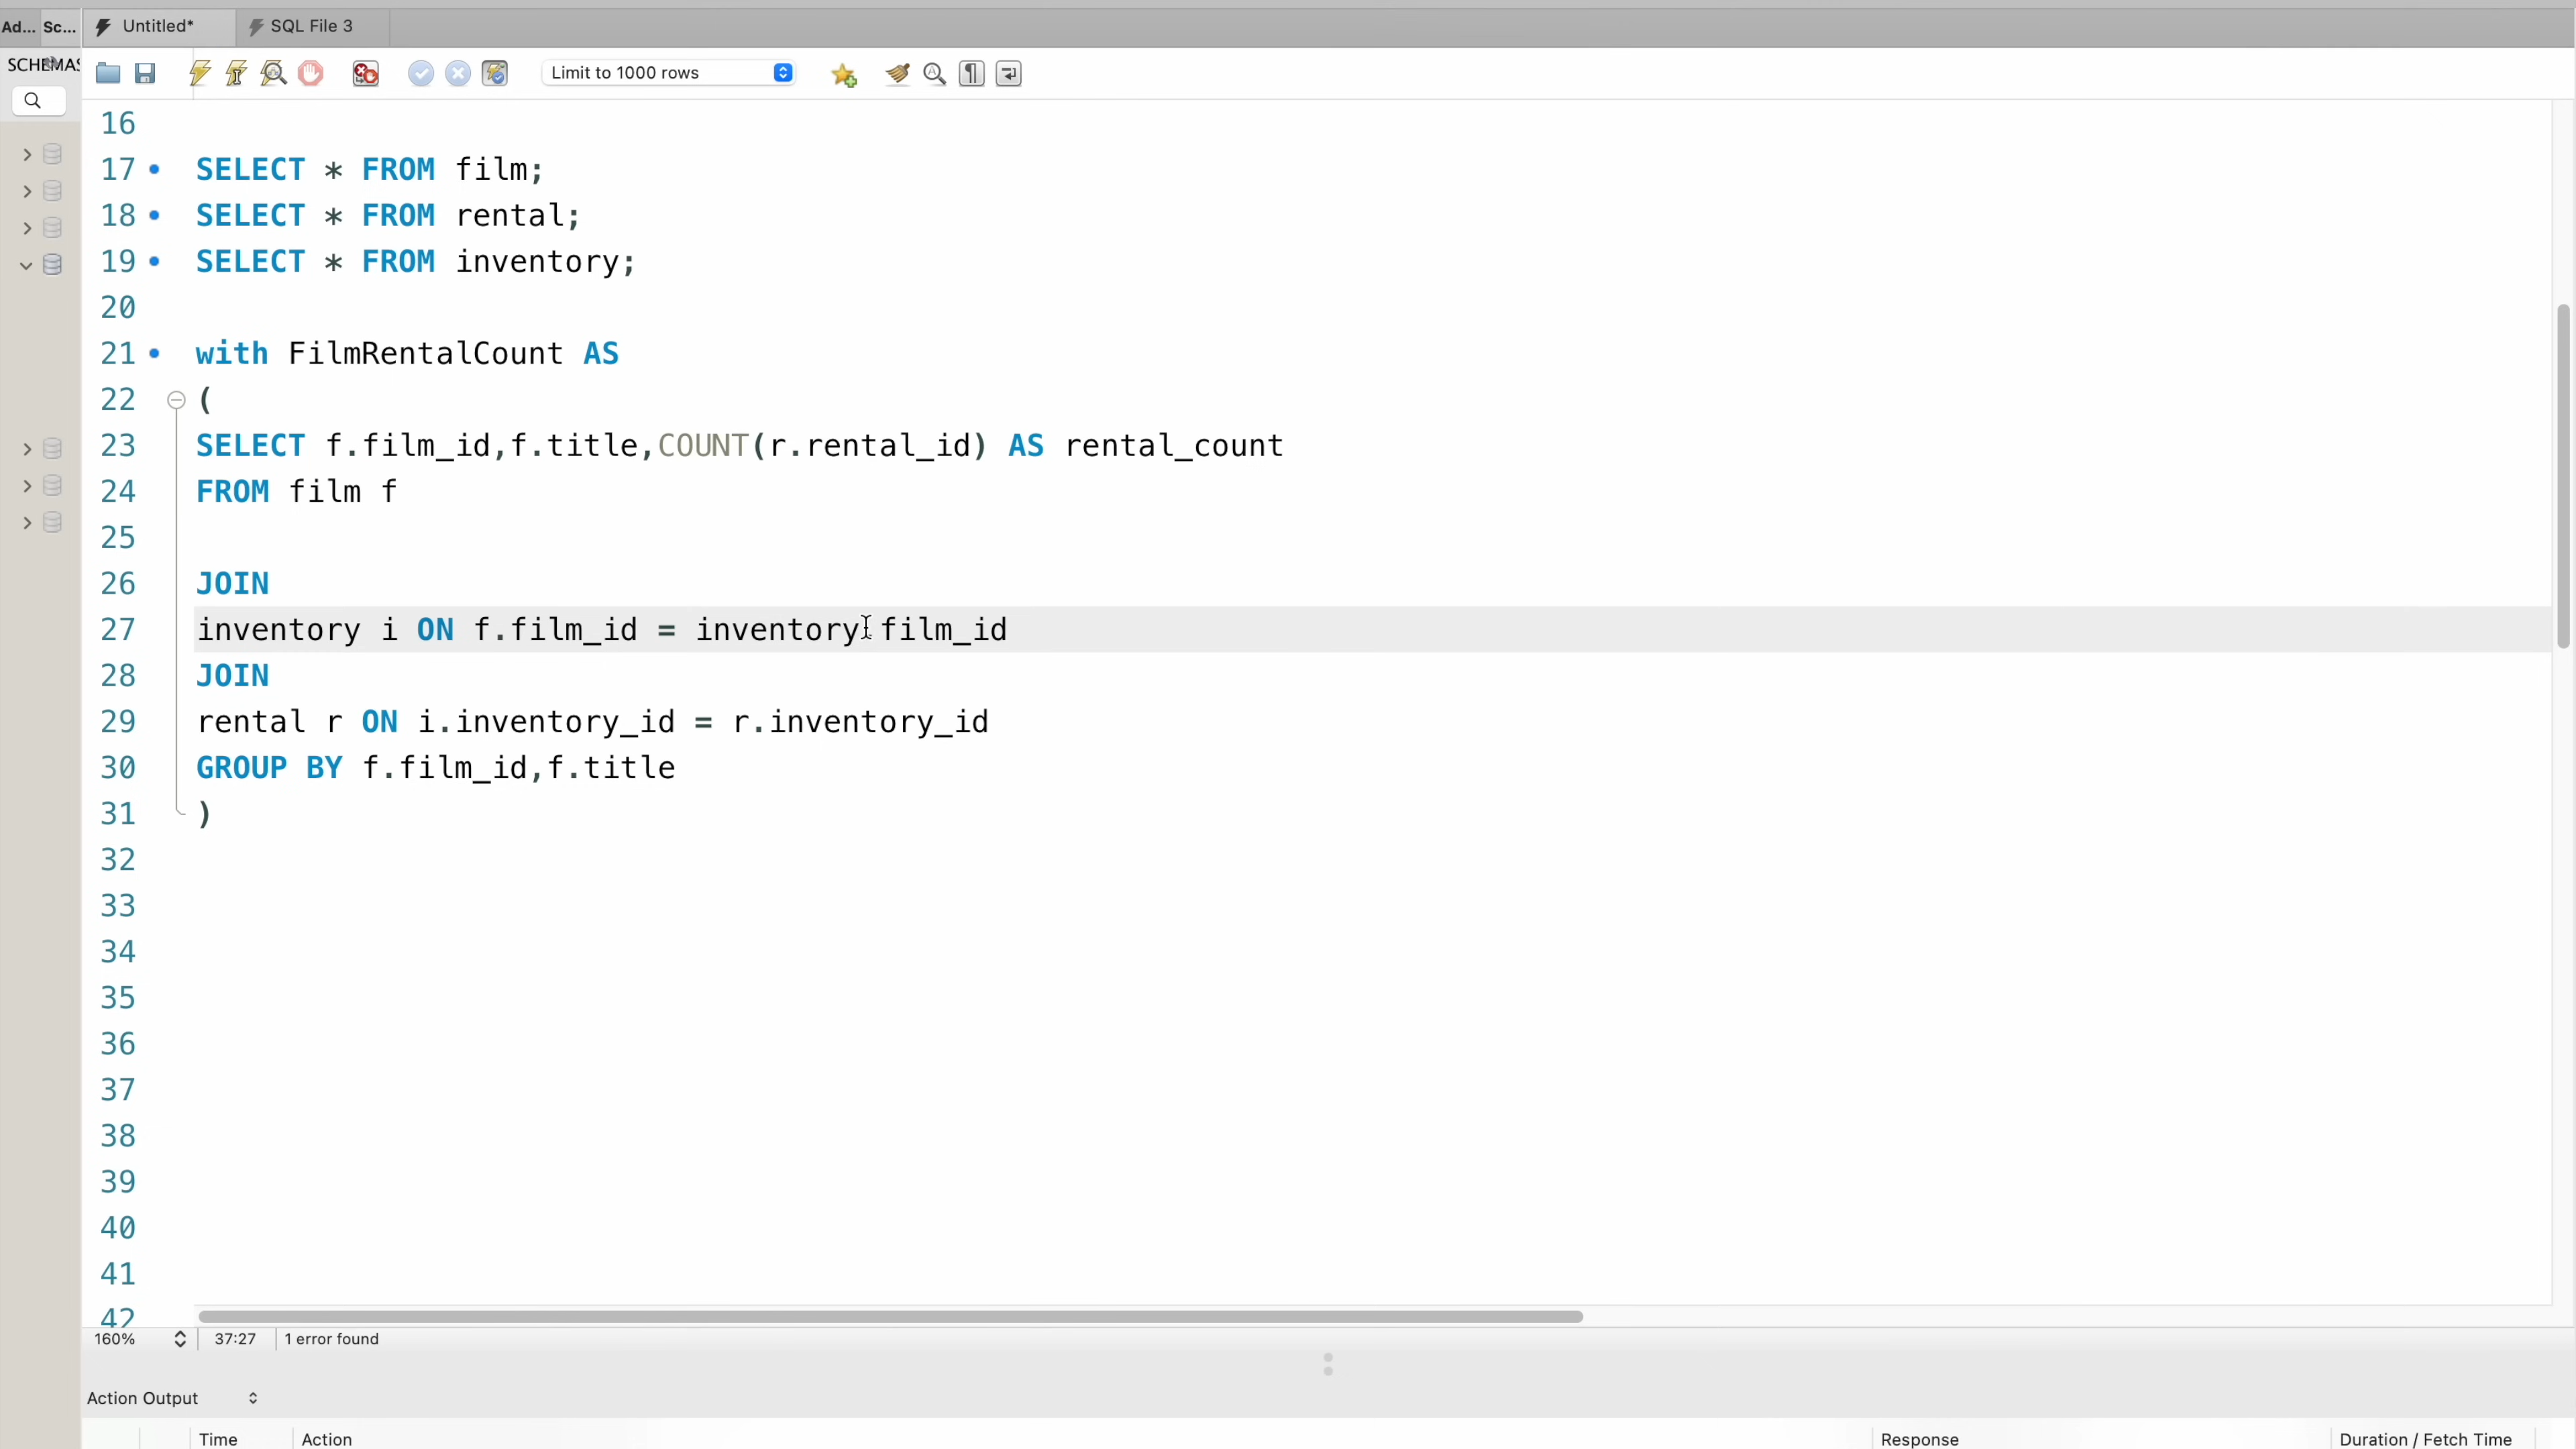 Ad... Sc... Untitled* SQL File 3
SCHEMAS Limit to 1000 rows
16
17 SELECT * FROM film;
18 SELECT * FROM rental;
19 SELECT * FROM inventory;
20
21 with FilmRentalCount AS
22 (
23 SELECT f.film_id,f.title,COUNT(r.rental_id) AS rental_count
24 FROM film f
25
26 JOIN
27 inventory i ON f.film_id = inventory.film_id
28 JOIN
29 rental r ON i.inventory_id = r.inventory_id
30 GROUP BY f.film_id,f.title
31 )
32
33
34
35
36
37
38
39
40
41
42
160% 37:27 1 error found
Action Output
Time Action Response Duration / Fetch Time